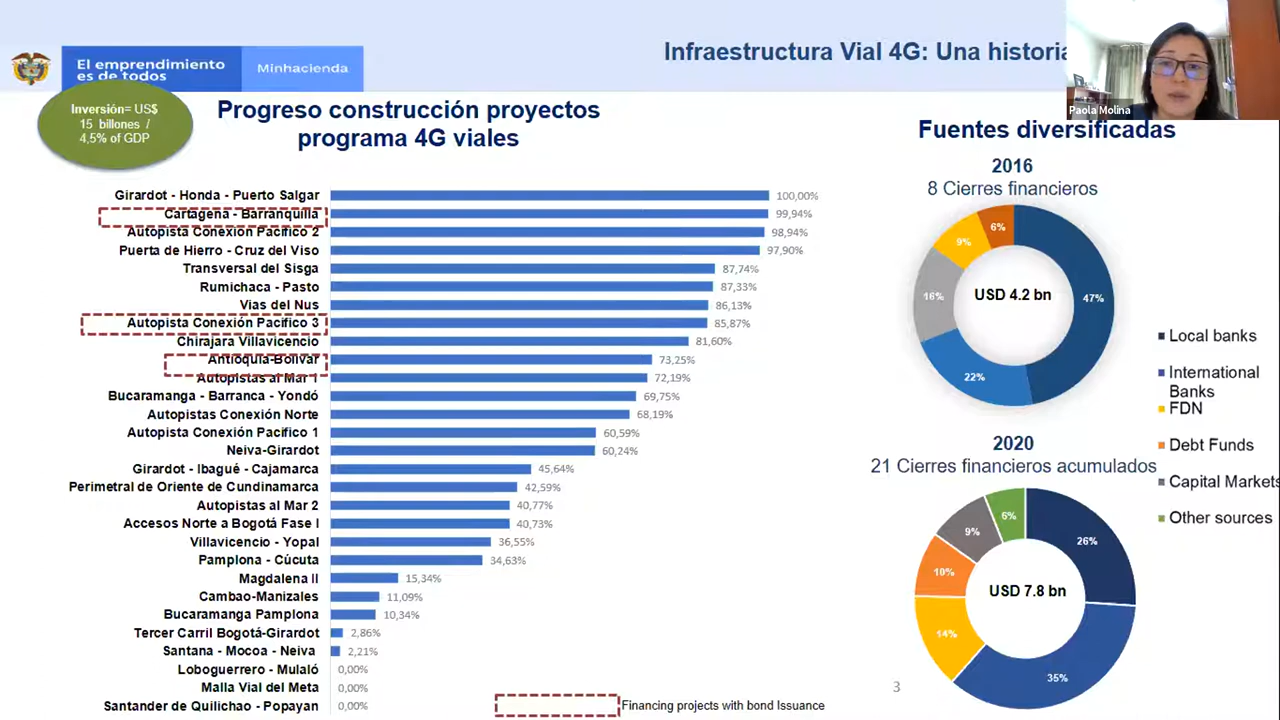 El emprendimiento
es de todos
Minhacienda
Infraestructura Vial 4G: Una historia
Paola Molina
Inversión= US$
15 billones /
4,5% of GDP
Progreso construcción proyectos
programa 4G viales
Girardot - Honda - Puerto Salgar 100,00%
Cartagena - Barranquilla 99,94%
Autopista Conexión Pacífico 2 98,94%
Puerta de Hierro - Cruz del Viso 97,90%
Transversal del Sisga 87,74%
Rumichaca - Pasto 87,33%
Vias del Nus 86,13%
Autopista Conexión Pacífico 3 85,87%
Chirajara Villavicencio 81,60%
Antioquia-Bolívar 73,25%
Autopistas al Mar 1 72,19%
Bucaramanga - Barranca - Yondó 69,75%
Autopistas Conexión Norte 68,19%
Autopista Conexión Pacífico 1 60,59%
Neiva-Girardot 60,24%
Girardot - Ibagué - Cajamarca 45,64%
Perimetral de Oriente de Cundinamarca 42,59%
Autopistas al Mar 2 40,77%
Accesos Norte a Bogotá Fase I 40,73%
Villavicencio - Yopal 36,55%
Pamplona - Cúcuta 34,63%
Magdalena II 15,34%
Cambao-Manizales 11,09%
Bucaramanga Pamplona 10,34%
Tercer Carril Bogotá-Girardot 2,86%
Santana - Mocoa - Neiva 2,21%
Loboguerrero - Mulaló 0,00%
Malla Vial del Meta 0,00%
Santander de Quilichao - Popayan 0,00%
Financing projects with bond Issuance
Fuentes diversificadas
2016
8 Cierres financieros
6%
9%
16%
USD 4.2 bn
47%
22%
Local banks
International
Banks
FDN
Debt Funds
Capital Markets
Other sources
2020
21 Cierres financieros acumulados
6%
9%
26%
10%
USD 7.8 bn
14%
35%
3